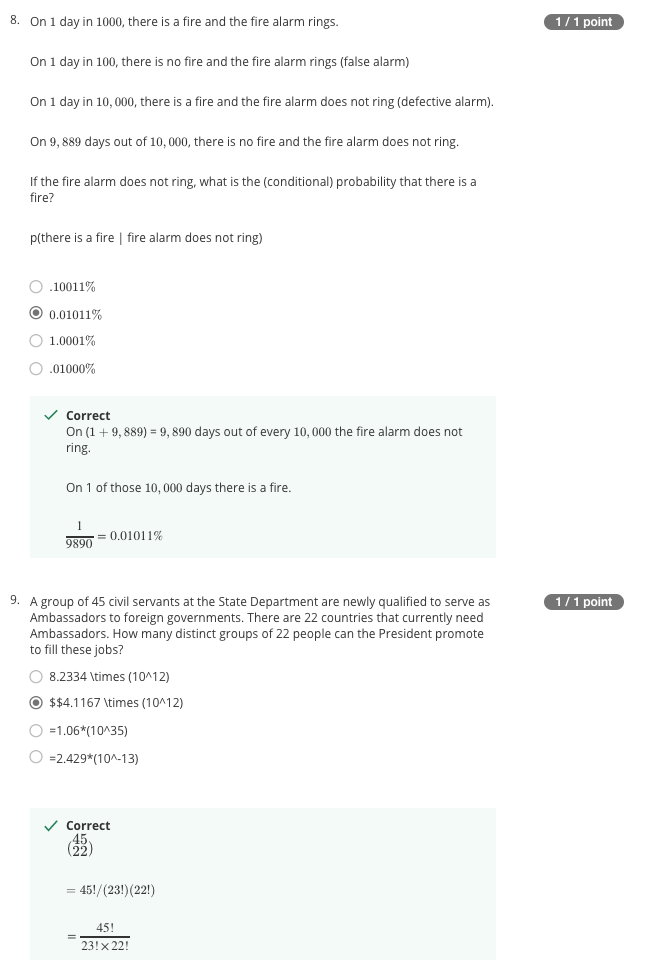 8. On 1 day in 1000, there is a fire and the fire alarm rings.
1 / 1 point
On 1 day in 100, there is no fire and the fire alarm rings (false alarm)
On 1 day in 10, 000, there is a fire and the fire alarm does not ring (defective alarm).
On 9, 889 days out of 10, 000, there is no fire and the fire alarm does not ring.
If the fire alarm does not ring, what is the (conditional) probability that there is a
fire?
p(there is a fire | fire alarm does not ring)
.10011%
0.01011%
1.0001%
.01000%
Correct
On (1 + 9, 889) = 9, 890 days out of every 10, 000 the fire alarm does not
ring.
On 1 of those 10, 000 days there is a fire.
1
9890
= 0.01011%
9. A group of 45 civil servants at the State Department are newly qualified to serve as
1 / 1 point
Ambassadors to foreign governments. There are 22 countries that currently need
Ambassadors. How many distinct groups of 22 people can the President promote
to fill these jobs?
8.2334 \times (10^12)
$$4.1167 \times (10^12)
=1.06*(10^35)
=2.429*(10^-13)
Correct
45
(22)
= 45!/(23!)(22!)
45!
=
23!×22!